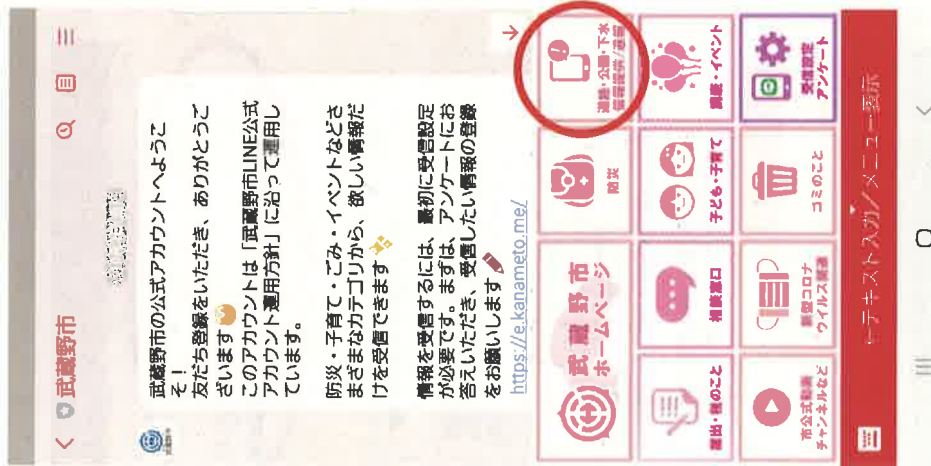 武蔵野市
武蔵野市の公式アカウントへようこ
そ！
友だち登録をいただき、ありがとうご
ざいます😊
このアカウントは「武蔵野市LINE公式
アカウント運用方針」に沿って運用し
ています。
防災・子育て・ごみ・イベントなどさ
まざまなカテゴリから、欲しい情報だ
けを受信できます✨
情報を受信するには、最初に受信設定
が必要です。まずは、アンケートにお
答えいただき、受信したい情報の登録
をお願いします
https://e.kanameto.me/
武蔵野市
ホームページ
防災
道路・公園・下水
情報提供/通報
届出・税のこと
相談窓口
子ども・子育て
講座・イベント
市公式動画
チャンネルなど
新型コロナ
ウイルス関連
ゴミのこと
受信設定
アンケート
テキスト入力/メニュー表示